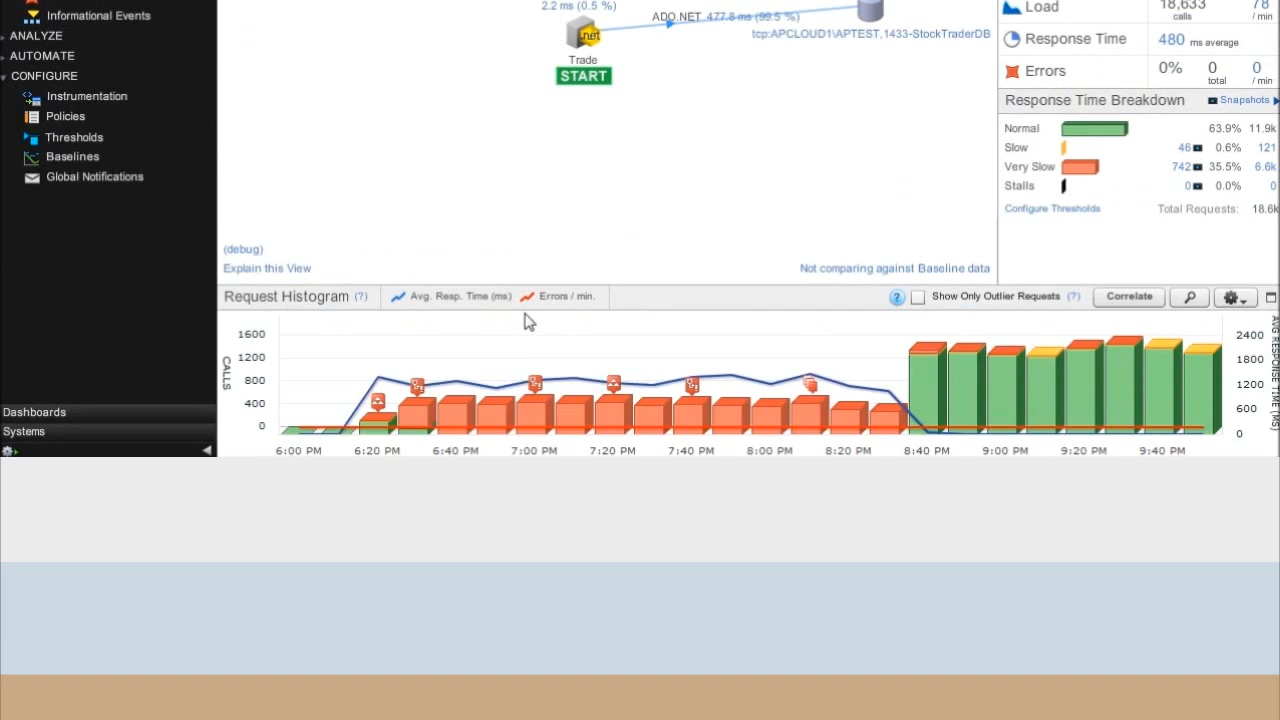 Informational Events
ANALYZE
AUTOMATE
CONFIGURE
Instrumentation
Policies
Thresholds
Baselines
Global Notifications
Dashboards
Systems
2.2 ms (0.5 %)
ADO.NET 477.8 ms (99.5 %)
.net
tcp:APCLOUD1\APTEST,1433-StockTraderDB
Trade
START
(debug)
Explain this View
Not comparing against Baseline data
Load 18,633 78
calls / min
Response Time 480 ms average
Errors 0% 0 0
total / min
Response Time Breakdown Snapshots
Normal 63.9% 11.9k
Slow 46 0.6% 121
Very Slow 742 35.5% 6.6k
Stalls 0 0.0% 0
Configure Thresholds Total Requests: 18.6k
Request Histogram (?) Avg. Resp. Time (ms) Errors / min. ? Show Only Outlier Requests (?) Correlate
CALLS
1600
1200
800
400
0
2400
1800
1200
600
0
AVG RESPONSE TIME (MS)
6:00 PM 6:20 PM 6:40 PM 7:00 PM 7:20 PM 7:40 PM 8:00 PM 8:20 PM 8:40 PM 9:00 PM 9:20 PM 9:40 PM